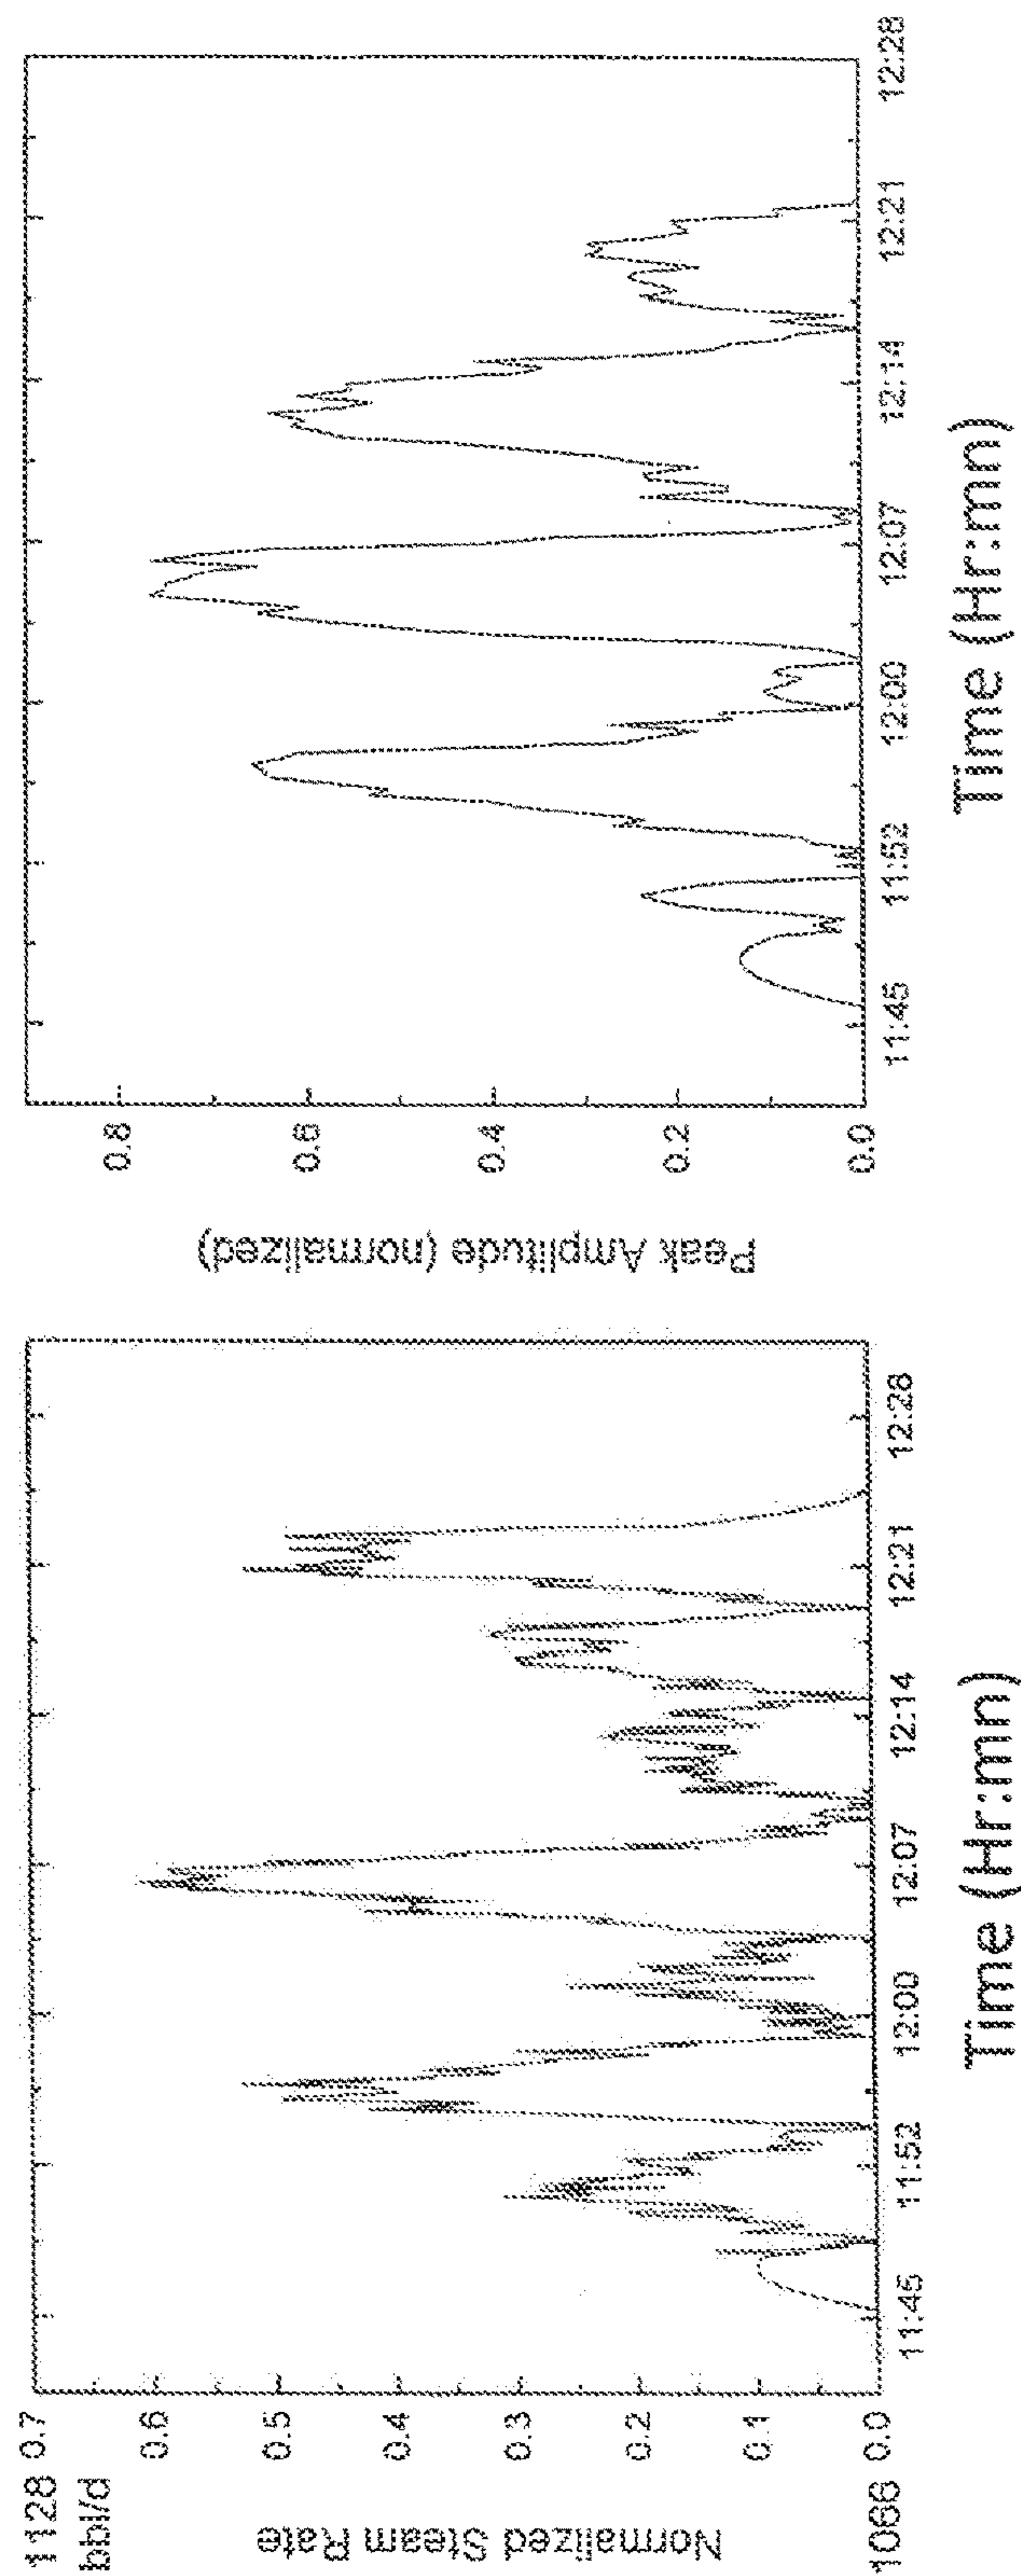 1128 0.7
bbl/d
0.6
0.5
0.4
0.3
0.2
0.1
1066 0.0
Normalized Steam Rate
11:45 11:52 12:00 12:07 12:14 12:21 12:28
Time (Hr:mn)
Peak Amplitude (normalized)
0.8
0.6
0.4
0.2
0.0
11:45 11:52 12:00 12:07 12:14 12:21 12:28
Time (Hr:mn)